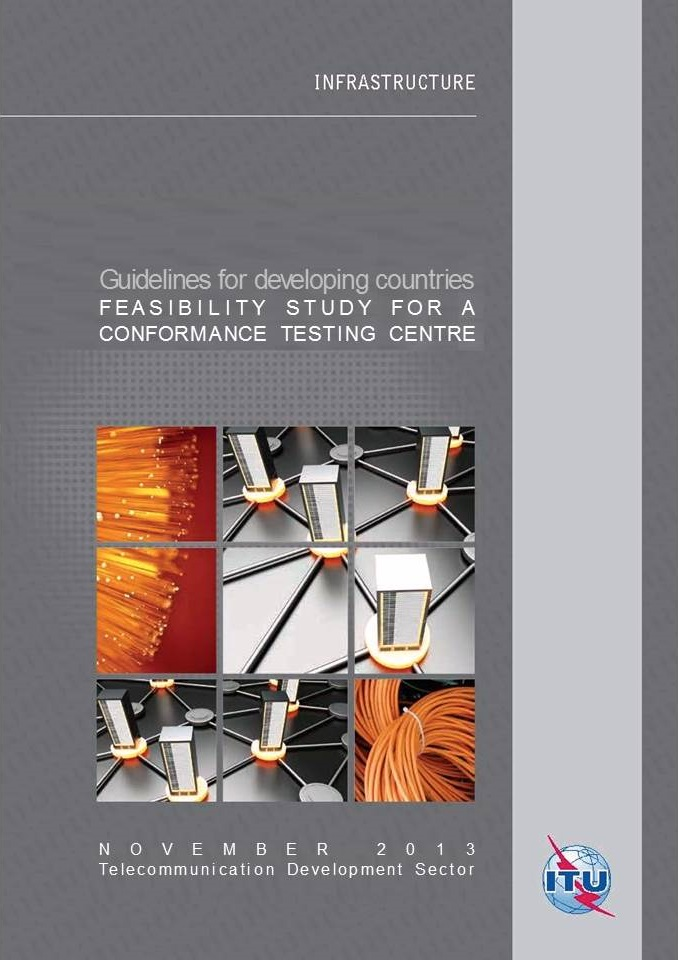 INFRASTRUCTURE
Guidelines for developing countries
FEASIBILITY STUDY FOR A
CONFORMANCE TESTING CENTRE
NOVEMBER 2013
Telecommunication Development Sector
ITU